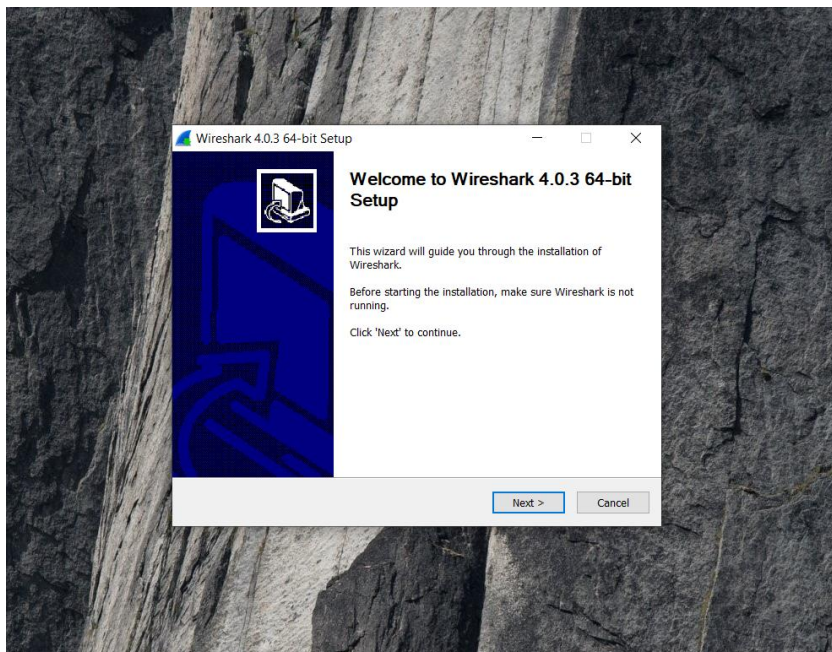 Wireshark 4.0.3 64-bit Setup
Welcome to Wireshark 4.0.3 64-bit
Setup
This wizard will guide you through the installation of
Wireshark.
Before starting the installation, make sure Wireshark is not
running.
Click 'Next' to continue.
Next >
Cancel